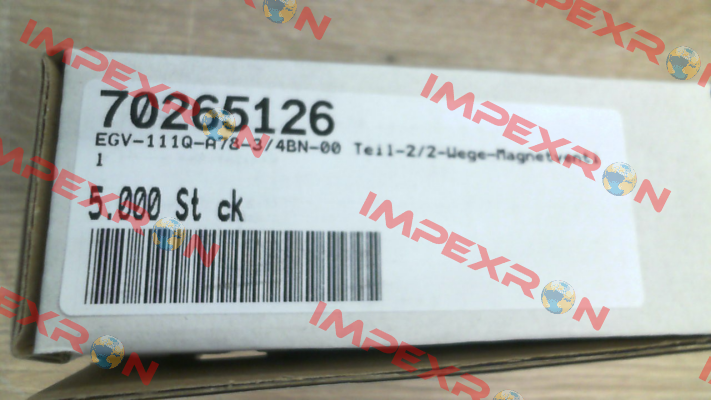 70265126
EGV-111Q-A78-3/4BN-00 Teil-2/2-Wege-Magnetventi
l
5.000 St ck
IMPEXRON
IMPEXRON
IMPEXRON
IMPEXRON
IMPEXRON
IMPEXRON